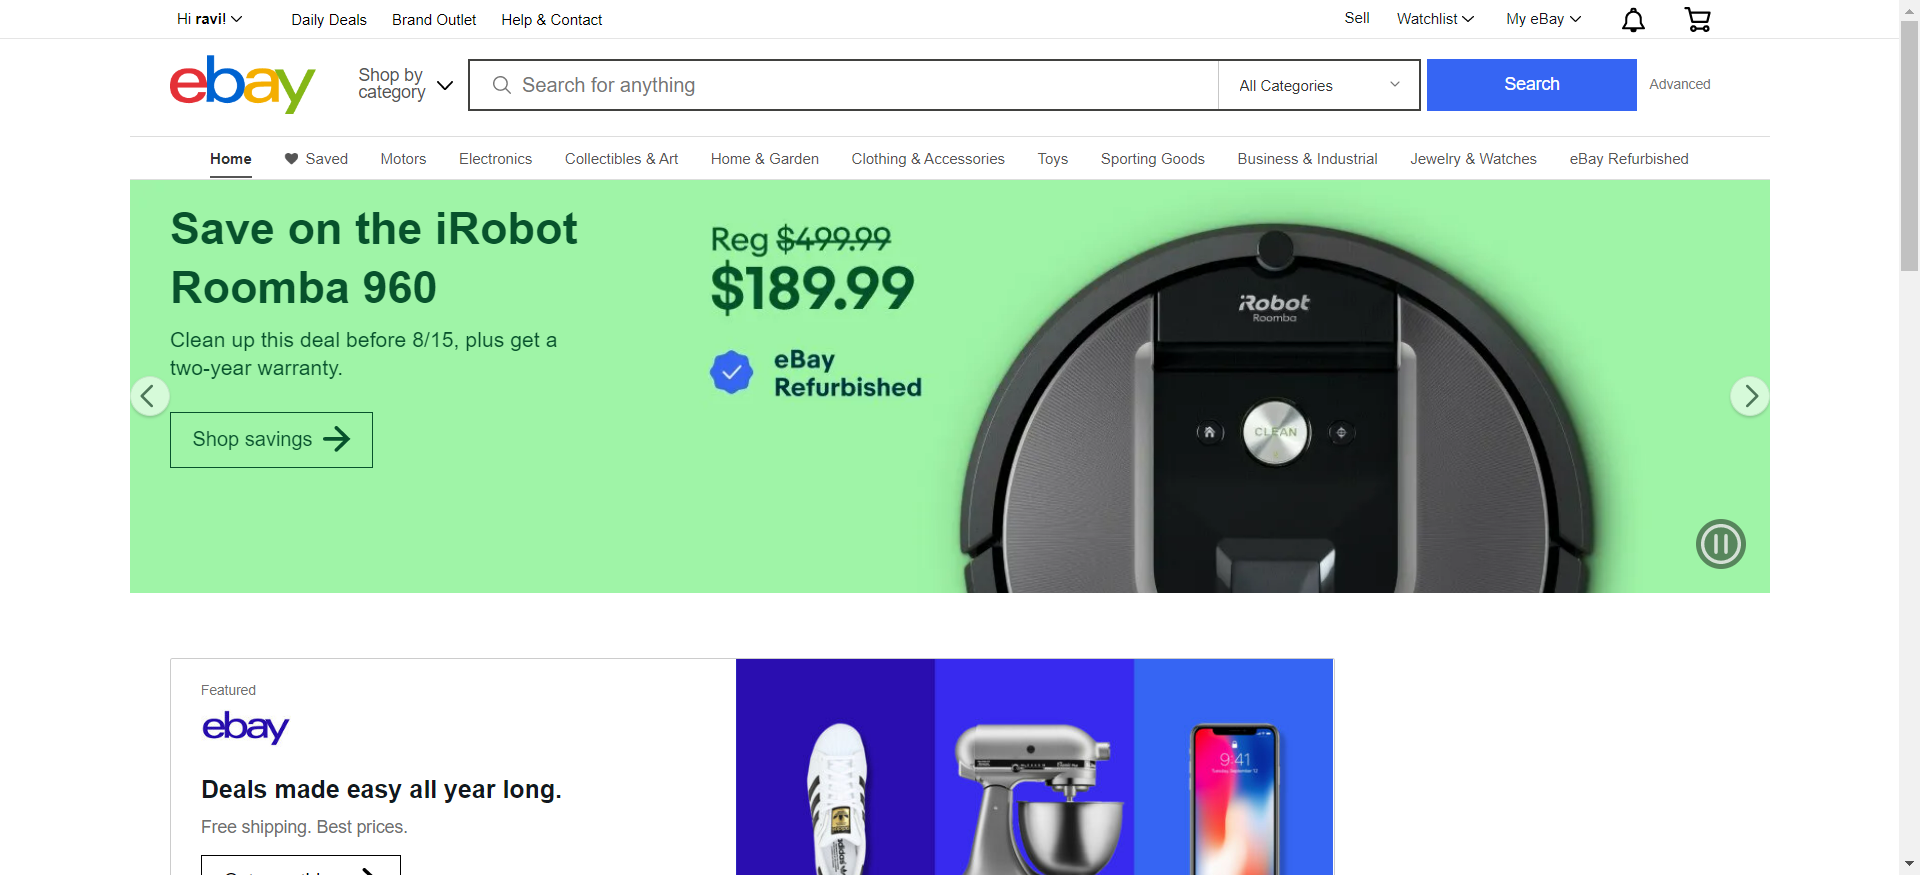 Hi ravi!
Daily Deals
Brand Outlet
Help & Contact
Sell
Watchlist
My eBay
ebay
Shop by
category
Search for anything
All Categories
Search
Advanced
Home
Saved
Motors
Electronics
Collectibles & Art
Home & Garden
Clothing & Accessories
Toys
Sporting Goods
Business & Industrial
Jewelry & Watches
eBay Refurbished
Save on the iRobot
Roomba 960
Clean up this deal before 8/15, plus get a
two-year warranty.
Shop savings
Reg $499.99
$189.99
eBay
Refurbished
iRobot
Roomba
CLEAN
Featured
ebay
Deals made easy all year long.
Free shipping. Best prices.
9:41
Tuesday, September 12
adidas